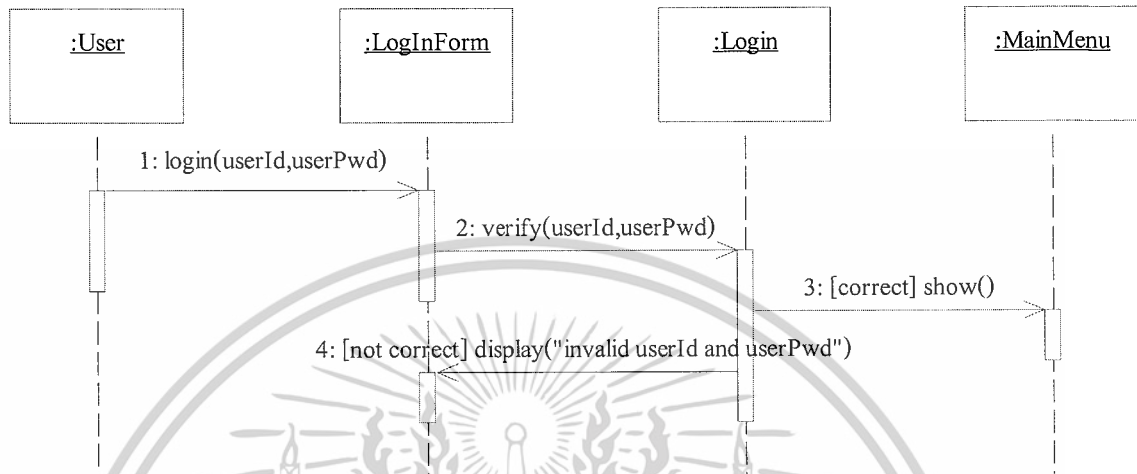 :User
:LogInForm
:Login
:MainMenu
1: login(userId,userPwd)
2: verify(userId,userPwd)
3: [correct] show()
4: [not correct] display("invalid userId and userPwd")